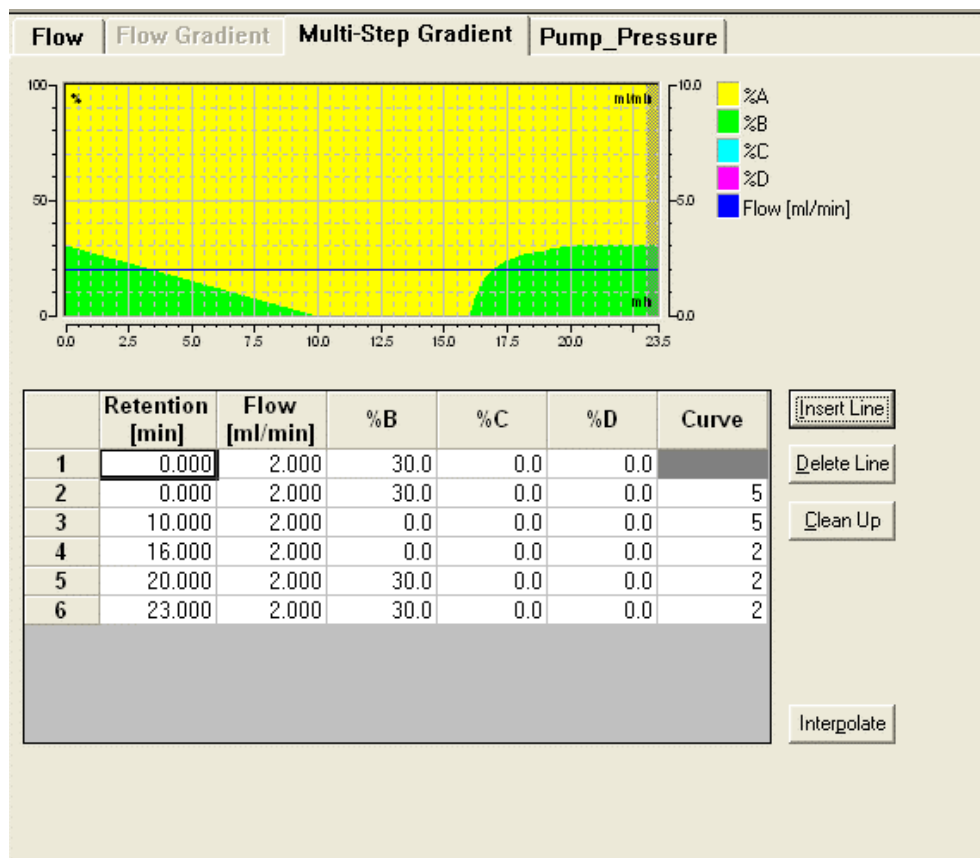 Flow Flow Gradient Multi-Step Gradient Pump_Pressure
100 % ml/min 10.0
50 5.0
0 min 0.0
0.0 2.5 5.0 7.5 10.0 12.5 15.0 17.5 20.0 23.5
%A
%B
%C
%D
Flow [ml/min]
Retention [min] Flow [ml/min] %B %C %D Curve
1 0.000 2.000 30.0 0.0 0.0
2 0.000 2.000 30.0 0.0 0.0 5
3 10.000 2.000 0.0 0.0 0.0 5
4 16.000 2.000 0.0 0.0 0.0 2
5 20.000 2.000 30.0 0.0 0.0 2
6 23.000 2.000 30.0 0.0 0.0 2
Insert Line
Delete Line
Clean Up
Interpolate